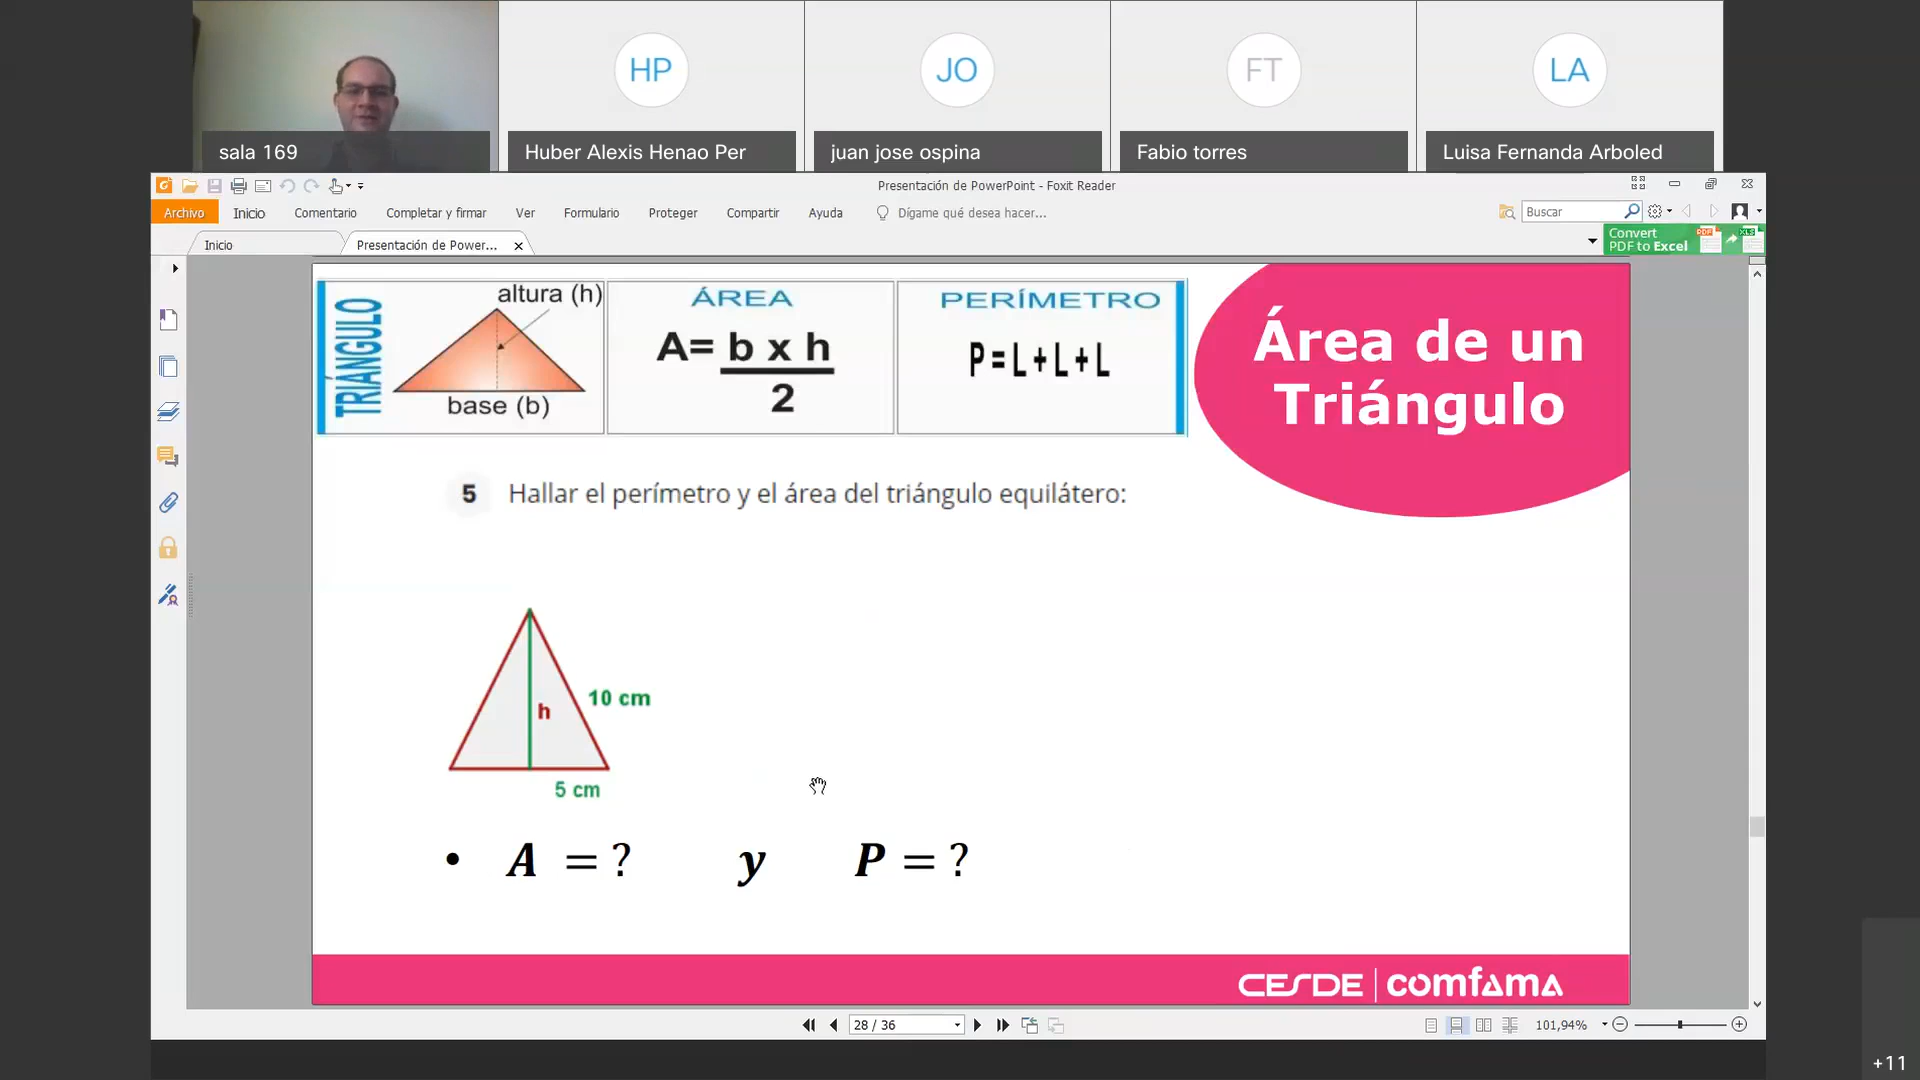 HP
JO
FT
LA
sala 169
Huber Alexis Henao Per
juan jose ospina
Fabio torres
Luisa Fernanda Arboled
Presentación de PowerPoint - Foxit Reader
Archivo
Inicio
Comentario
Completar y firmar
Ver
Formulario
Proteger
Compartir
Ayuda
Dígame qué desea hacer...
Buscar
Inicio
Presentación de Power...
Convert
PDF to Excel
TRIÁNGULO
altura (h)
base (b)
ÁREA
A= b x h
2
PERÍMETRO
P=L+L+L
Área de un
Triángulo
5 Hallar el perímetro y el área del triángulo equilátero:
h
10 cm
5 cm
• A = ? y P = ?
CESDE | comfama
28 / 36
101,94%
+11